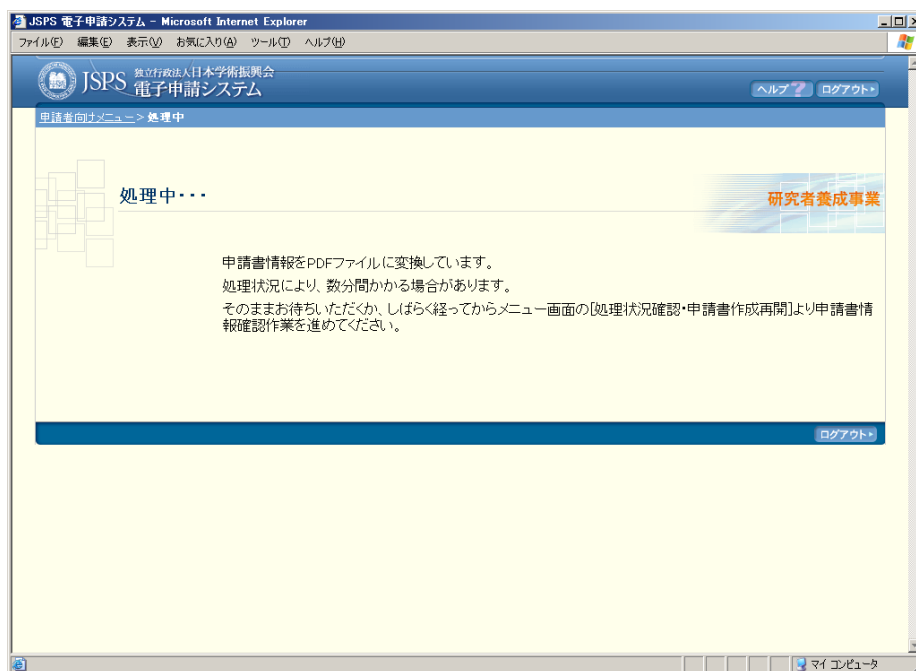 JSPS 電子申請システム - Microsoft Internet Explorer
ファイル(F) 編集(E) 表示(V) お気に入り(A) ツール(T) ヘルプ(H)
JSPS 独立行政法人日本学術振興会
電子申請システム
ヘルプ ? ログアウト
申請者向けメニュー > 処理中
処理中・・・
研究者養成事業
申請書情報をPDFファイルに変換しています。
処理状況により、数分間かかる場合があります。
そのままお待ちいただくか、しばらく経ってからメニュー画面の[処理状況確認・申請書作成再開]より申請書情
報確認作業を進めてください。
ログアウト
マイ コンピュータ